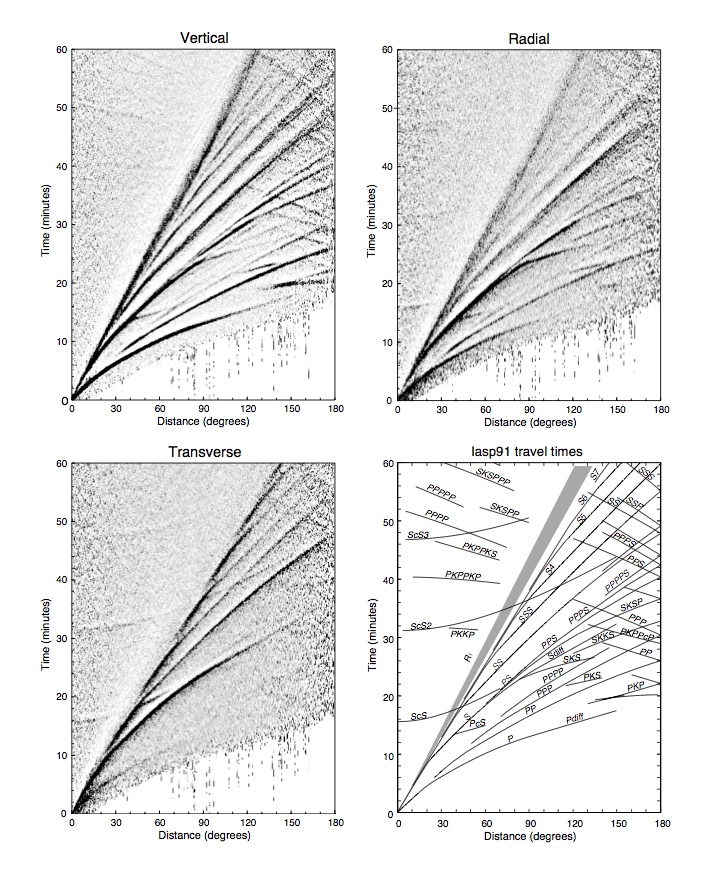 Vertical
Radial
60
50
40
30
20
10
0
Time (minutes)
0 30 60 90 120 150 180
Distance (degrees)
60
50
40
30
20
10
0
Time (minutes)
0 30 60 90 120 150 180
Distance (degrees)
Transverse
Iasp91 travel times
60
50
40
30
20
10
0
Time (minutes)
0 30 60 90 120 150 180
Distance (degrees)
60
50
40
30
20
10
0
Time (minutes)
SKSPPP
S7
SSS
PPPPP
S6
SSP
SKSPP
PPPP
S5
ScS3
PPPS
PKPPKS
PPS
S4
PKPPKP
PPPPS
SKSP
SSS
PPPS
PPP
ScS2
PKKP
PKPPcP
SKKS
PPS
Sdiff
PP
R1
SS
SKS
PS
PPPP
PKS
PPP
PKP
PP
ScS
S
PcS
Pdiff
P
0 30 60 90 120 150 180
Distance (degrees)